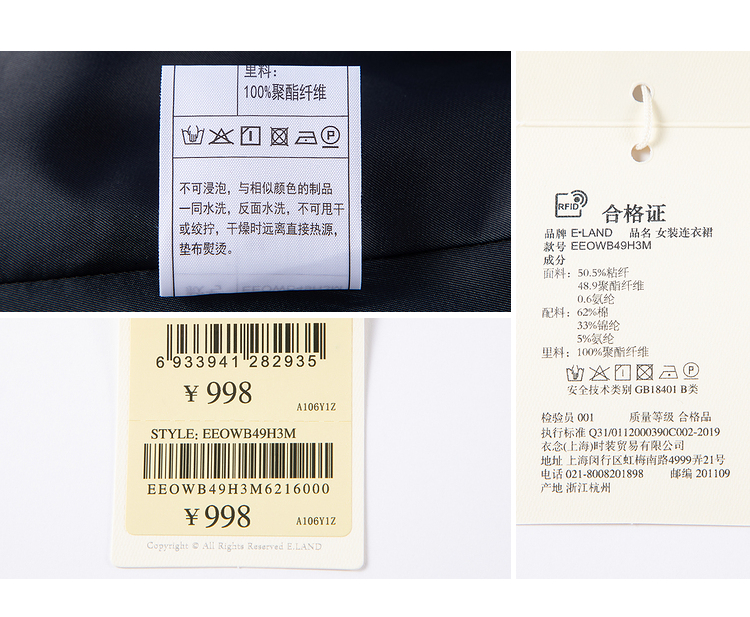 里料：
100%聚酯纤维
P
不可浸泡，与相似颜色的制品
一同水洗，反面水洗，不可甩干
或绞拧，干燥时远离直接热源，
垫布熨烫。
6 933941 282935
¥ 998
A106Y1Z
STYLE: EEOWB49H3M
EEOWB49H3M6216000
¥ 998
A106Y1Z
Copyright © All Rights Reserved E.LAND
RFID 合格证
品牌 E·LAND 品名 女装连衣裙
款号 EEOWB49H3M
成分
面料：50.5%粘纤
48.9聚酯纤维
0.6氨纶
配料：62%棉
33%锦纶
5%氨纶
里料：100%聚酯纤维
P
安全技术类别 GB18401 B类
检验员 001 质量等级 合格品
执行标准 Q31/0112000390C002-2019
衣念(上海)时装贸易有限公司
地址 上海闵行区虹梅南路4999弄21号
电话 021-8008201898 邮编 201109
产地 浙江杭州